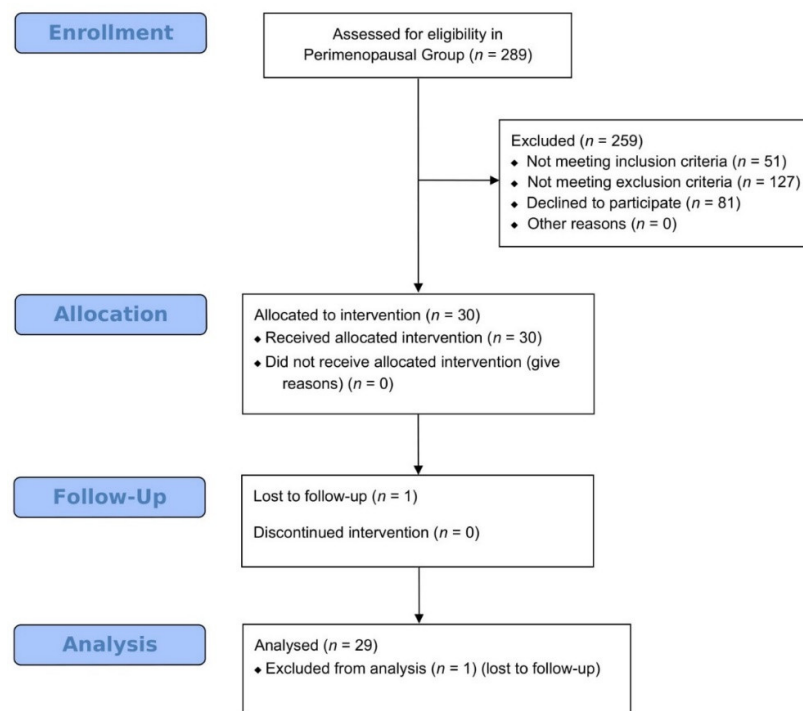 Enrollment
Assessed for eligibility in
Perimenopausal Group (n = 289)
Excluded (n = 259)
◆ Not meeting inclusion criteria (n = 51)
◆ Not meeting exclusion criteria (n = 127)
◆ Declined to participate (n = 81)
◆ Other reasons (n = 0)
Allocation
Allocated to intervention (n = 30)
◆ Received allocated intervention (n = 30)
◆ Did not receive allocated intervention (give
reasons) (n = 0)
Follow-Up
Lost to follow-up (n = 1)
Discontinued intervention (n = 0)
Analysis
Analysed (n = 29)
◆ Excluded from analysis (n = 1) (lost to follow-up)